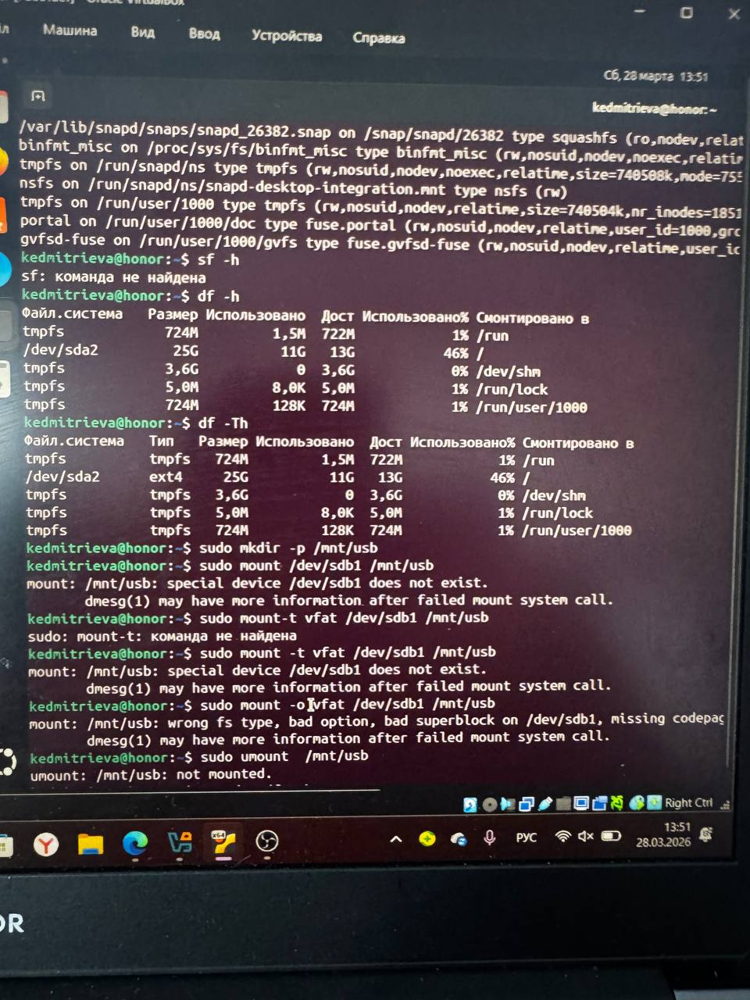 Oracle VirtualBox
Машина Вид Ввод Устройства Справка
Сб, 28 марта 13:51
kedmitrieva@honor:~
/var/lib/snapd/snaps/snapd_26382.snap on /snap/snapd/26382 type squashfs (ro,nodev,relat
binfmt_misc on /proc/sys/fs/binfmt_misc type binfmt_misc (rw,nosuid,nodev,noexec,relatim
tmpfs on /run/snapd/ns type tmpfs (rw,nosuid,nodev,noexec,relatime,size=740508k,mode=755
nsfs on /run/snapd/ns/snapd-desktop-integration.mnt type nsfs (rw)
tmpfs on /run/user/1000 type tmpfs (rw,nosuid,nodev,relatime,size=740504k,nr_inodes=1851
portal on /run/user/1000/doc type fuse.portal (rw,nosuid,nodev,relatime,user_id=1000,grc
gvfsd-fuse on /run/user/1000/gvfs type fuse.gvfsd-fuse (rw,nosuid,nodev,relatime,user_ic
kedmitrieva@honor:~$ sf -h
sf: команда не найдена
kedmitrieva@honor:~$ df -h
Файл.система Размер Использовано Дост Использовано% Смонтировано в
tmpfs 724M 1,5M 722M 1% /run
/dev/sda2 25G 11G 13G 46% /
tmpfs 3,6G 0 3,6G 0% /dev/shm
tmpfs 5,0M 8,0K 5,0M 1% /run/lock
tmpfs 724M 128K 724M 1% /run/user/1000
kedmitrieva@honor:~$ df -Th
Файл.система Тип Размер Использовано Дост Использовано% Смонтировано в
tmpfs tmpfs 724M 1,5M 722M 1% /run
/dev/sda2 ext4 25G 11G 13G 46% /
tmpfs tmpfs 3,6G 0 3,6G 0% /dev/shm
tmpfs tmpfs 5,0M 8,0K 5,0M 1% /run/lock
tmpfs tmpfs 724M 128K 724M 1% /run/user/1000
kedmitrieva@honor:~$ sudo mkdir -p /mnt/usb
kedmitrieva@honor:~$ sudo mount /dev/sdb1 /mnt/usb
mount: /mnt/usb: special device /dev/sdb1 does not exist.
dmesg(1) may have more information after failed mount system call.
kedmitrieva@honor:~$ sudo mount-t vfat /dev/sdb1 /mnt/usb
sudo: mount-t: команда не найдена
kedmitrieva@honor:~$ sudo mount -t vfat /dev/sdb1 /mnt/usb
mount: /mnt/usb: special device /dev/sdb1 does not exist.
dmesg(1) may have more information after failed mount system call.
kedmitrieva@honor:~$ sudo mount -o vfat /dev/sdb1 /mnt/usb
mount: /mnt/usb: wrong fs type, bad option, bad superblock on /dev/sdb1, missing codepag
dmesg(1) may have more information after failed mount system call.
kedmitrieva@honor:~$ sudo umount  /mnt/usb
umount: /mnt/usb: not mounted.
Right Ctrl
x64
РУС
13:51
28.03.2026
OR